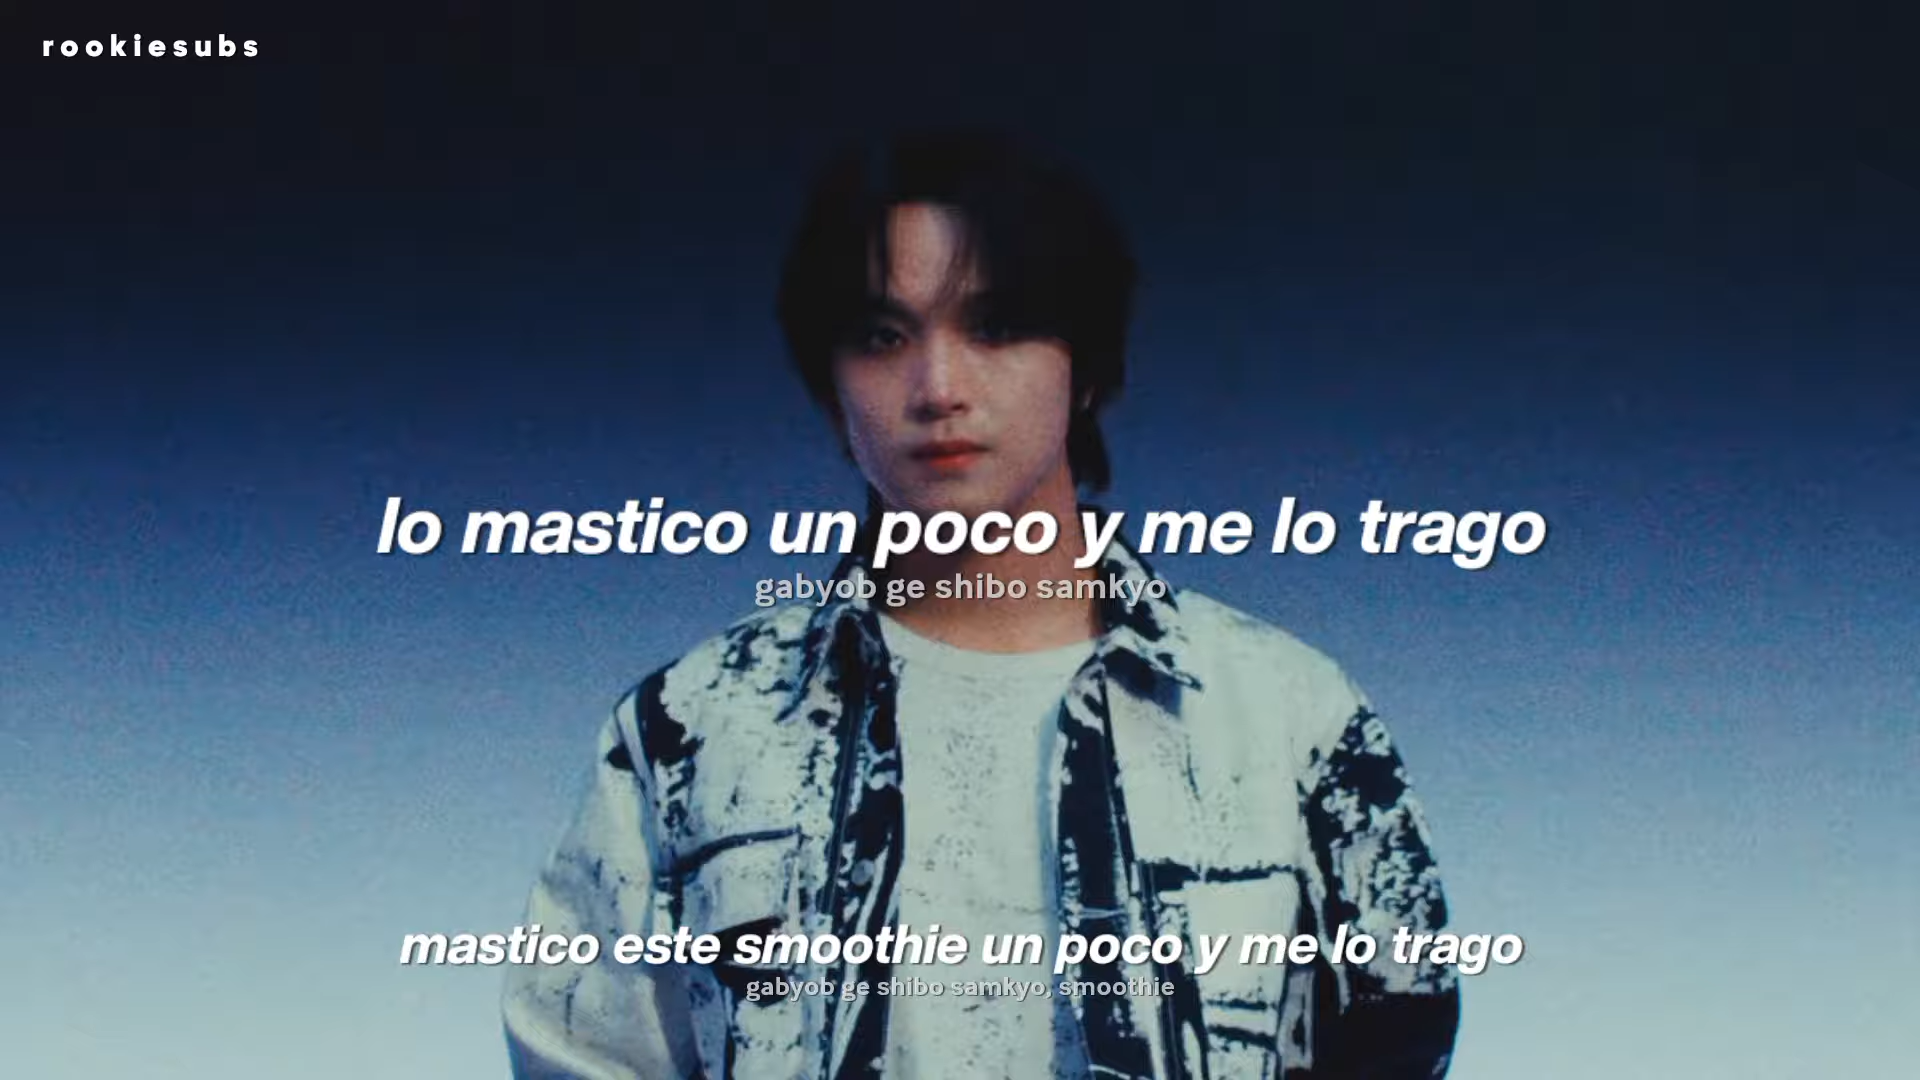 rookiesubs
lo mastico un poco y me lo trago
gabyob ge shibo samkyo
mastico este smoothie un poco y me lo trago
gabyob ge shibo samkyo, smoothie